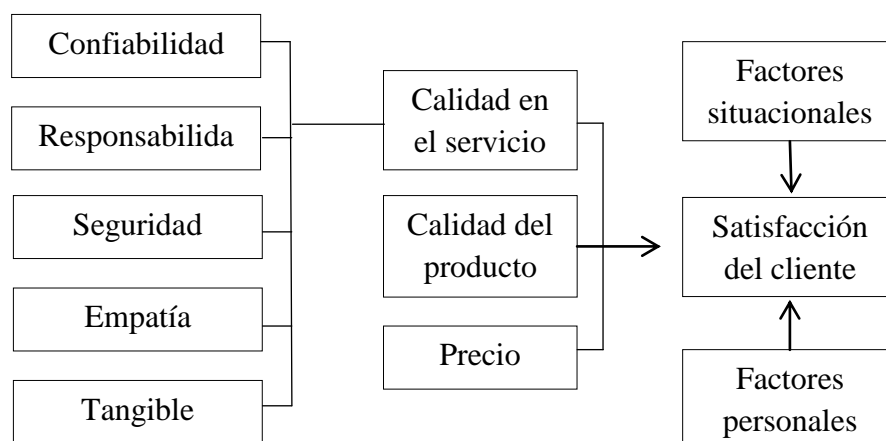 Confiabilidad
Responsabilida
Seguridad
Empatía
Tangible
Calidad en
el servicio
Calidad del
producto
Precio
Factores
situacionales
Satisfacción
del cliente
Factores
personales